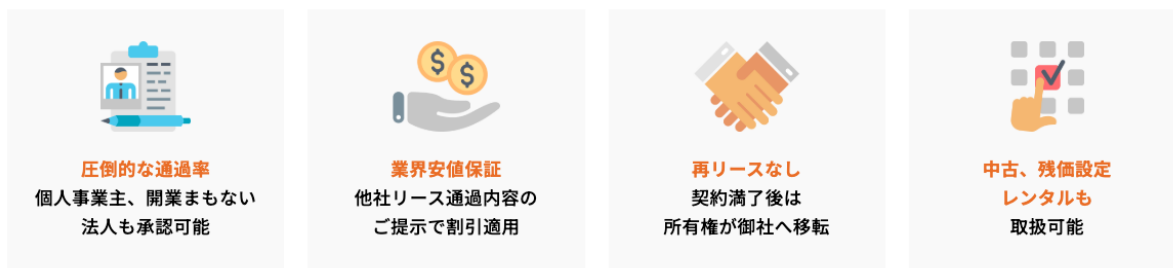 圧倒的な通過率
個人事業主、開業まもない
法人も承認可能
業界安値保証
他社リース通過内容の
ご提示で割引適用
再リースなし
契約満了後は
所有権が御社へ移転
中古、残価設定
レンタルも
取扱可能